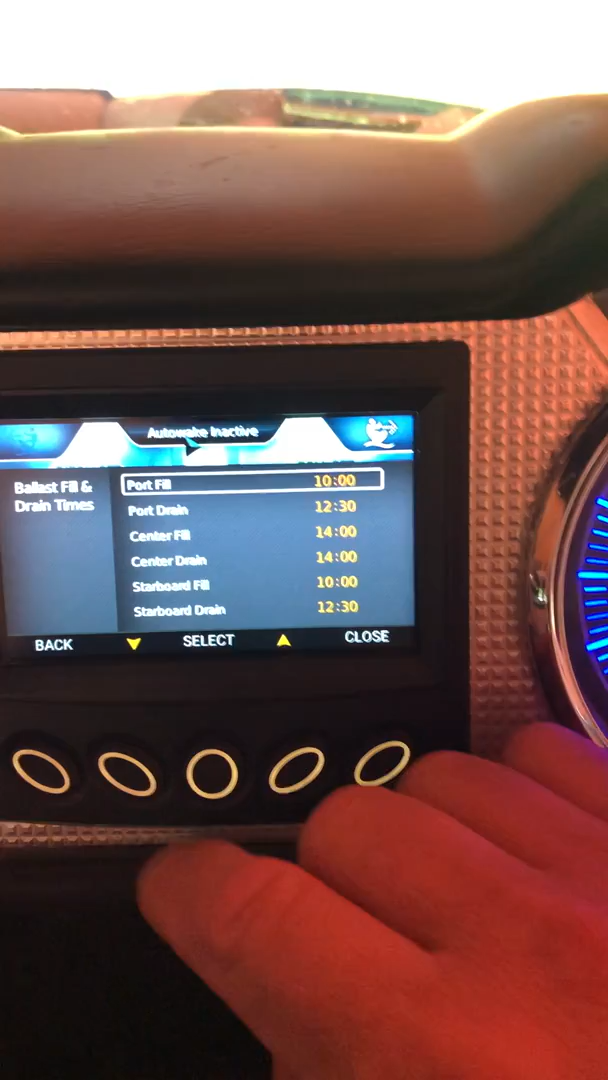 Autowake Inactive
Ballast Fill &
Drain Times
Port Fill 10:00
Port Drain 12:30
Center Fill 14:00
Center Drain 14:00
Starboard Fill 10:00
Starboard Drain 12:30
BACK SELECT CLOSE